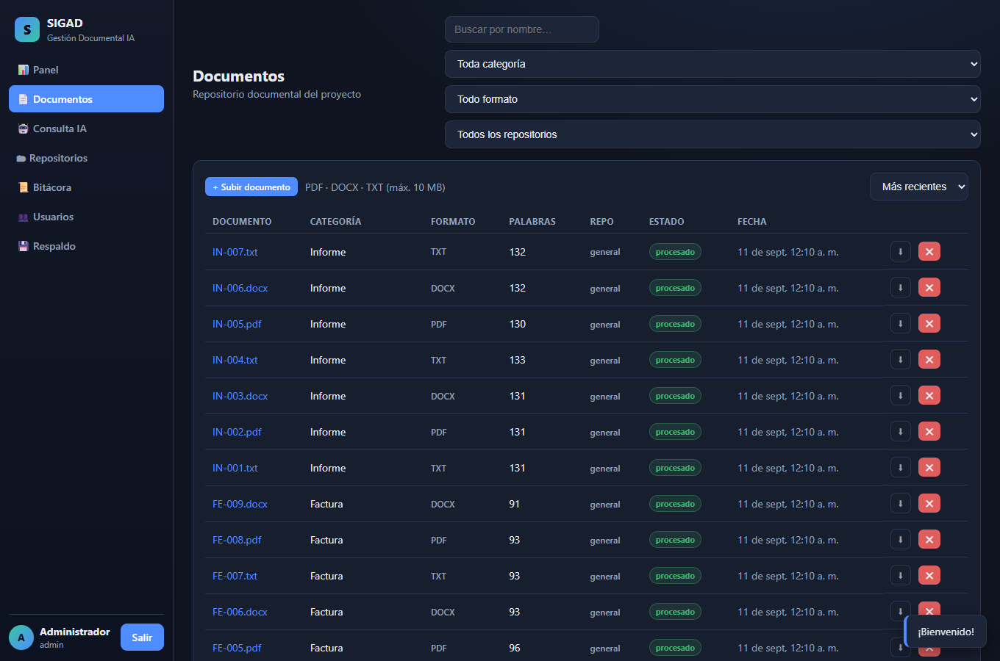 S
SIGAD
Gestión Documental IA
Panel
Documentos
Consulta IA
Repositorios
Bitácora
Usuarios
Respaldo
A
Administrador
admin
Salir
Documentos
Repositorio documental del proyecto
Buscar por nombre...
Toda categoría
Todo formato
Todos los repositorios
+ Subir documento PDF · DOCX · TXT (máx. 10 MB) Más recientes
DOCUMENTO CATEGORÍA FORMATO PALABRAS REPO ESTADO FECHA
IN-007.txt Informe TXT 132 general procesado 11 de sept, 12:10 a. m.
IN-006.docx Informe DOCX 132 general procesado 11 de sept, 12:10 a. m.
IN-005.pdf Informe PDF 130 general procesado 11 de sept, 12:10 a. m.
IN-004.txt Informe TXT 133 general procesado 11 de sept, 12:10 a. m.
IN-003.docx Informe DOCX 131 general procesado 11 de sept, 12:10 a. m.
IN-002.pdf Informe PDF 131 general procesado 11 de sept, 12:10 a. m.
IN-001.txt Informe TXT 131 general procesado 11 de sept, 12:10 a. m.
FE-009.docx Factura DOCX 91 general procesado 11 de sept, 12:10 a. m.
FE-008.pdf Factura PDF 93 general procesado 11 de sept, 12:10 a. m.
FE-007.txt Factura TXT 93 general procesado 11 de sept, 12:10 a. m.
FE-006.docx Factura DOCX 93 general procesado 11 de sept, 12:10 a. m.
FE-005.pdf Factura PDF 96 general procesado 11 de sept, 12:10 a. m.
¡Bienvenido!